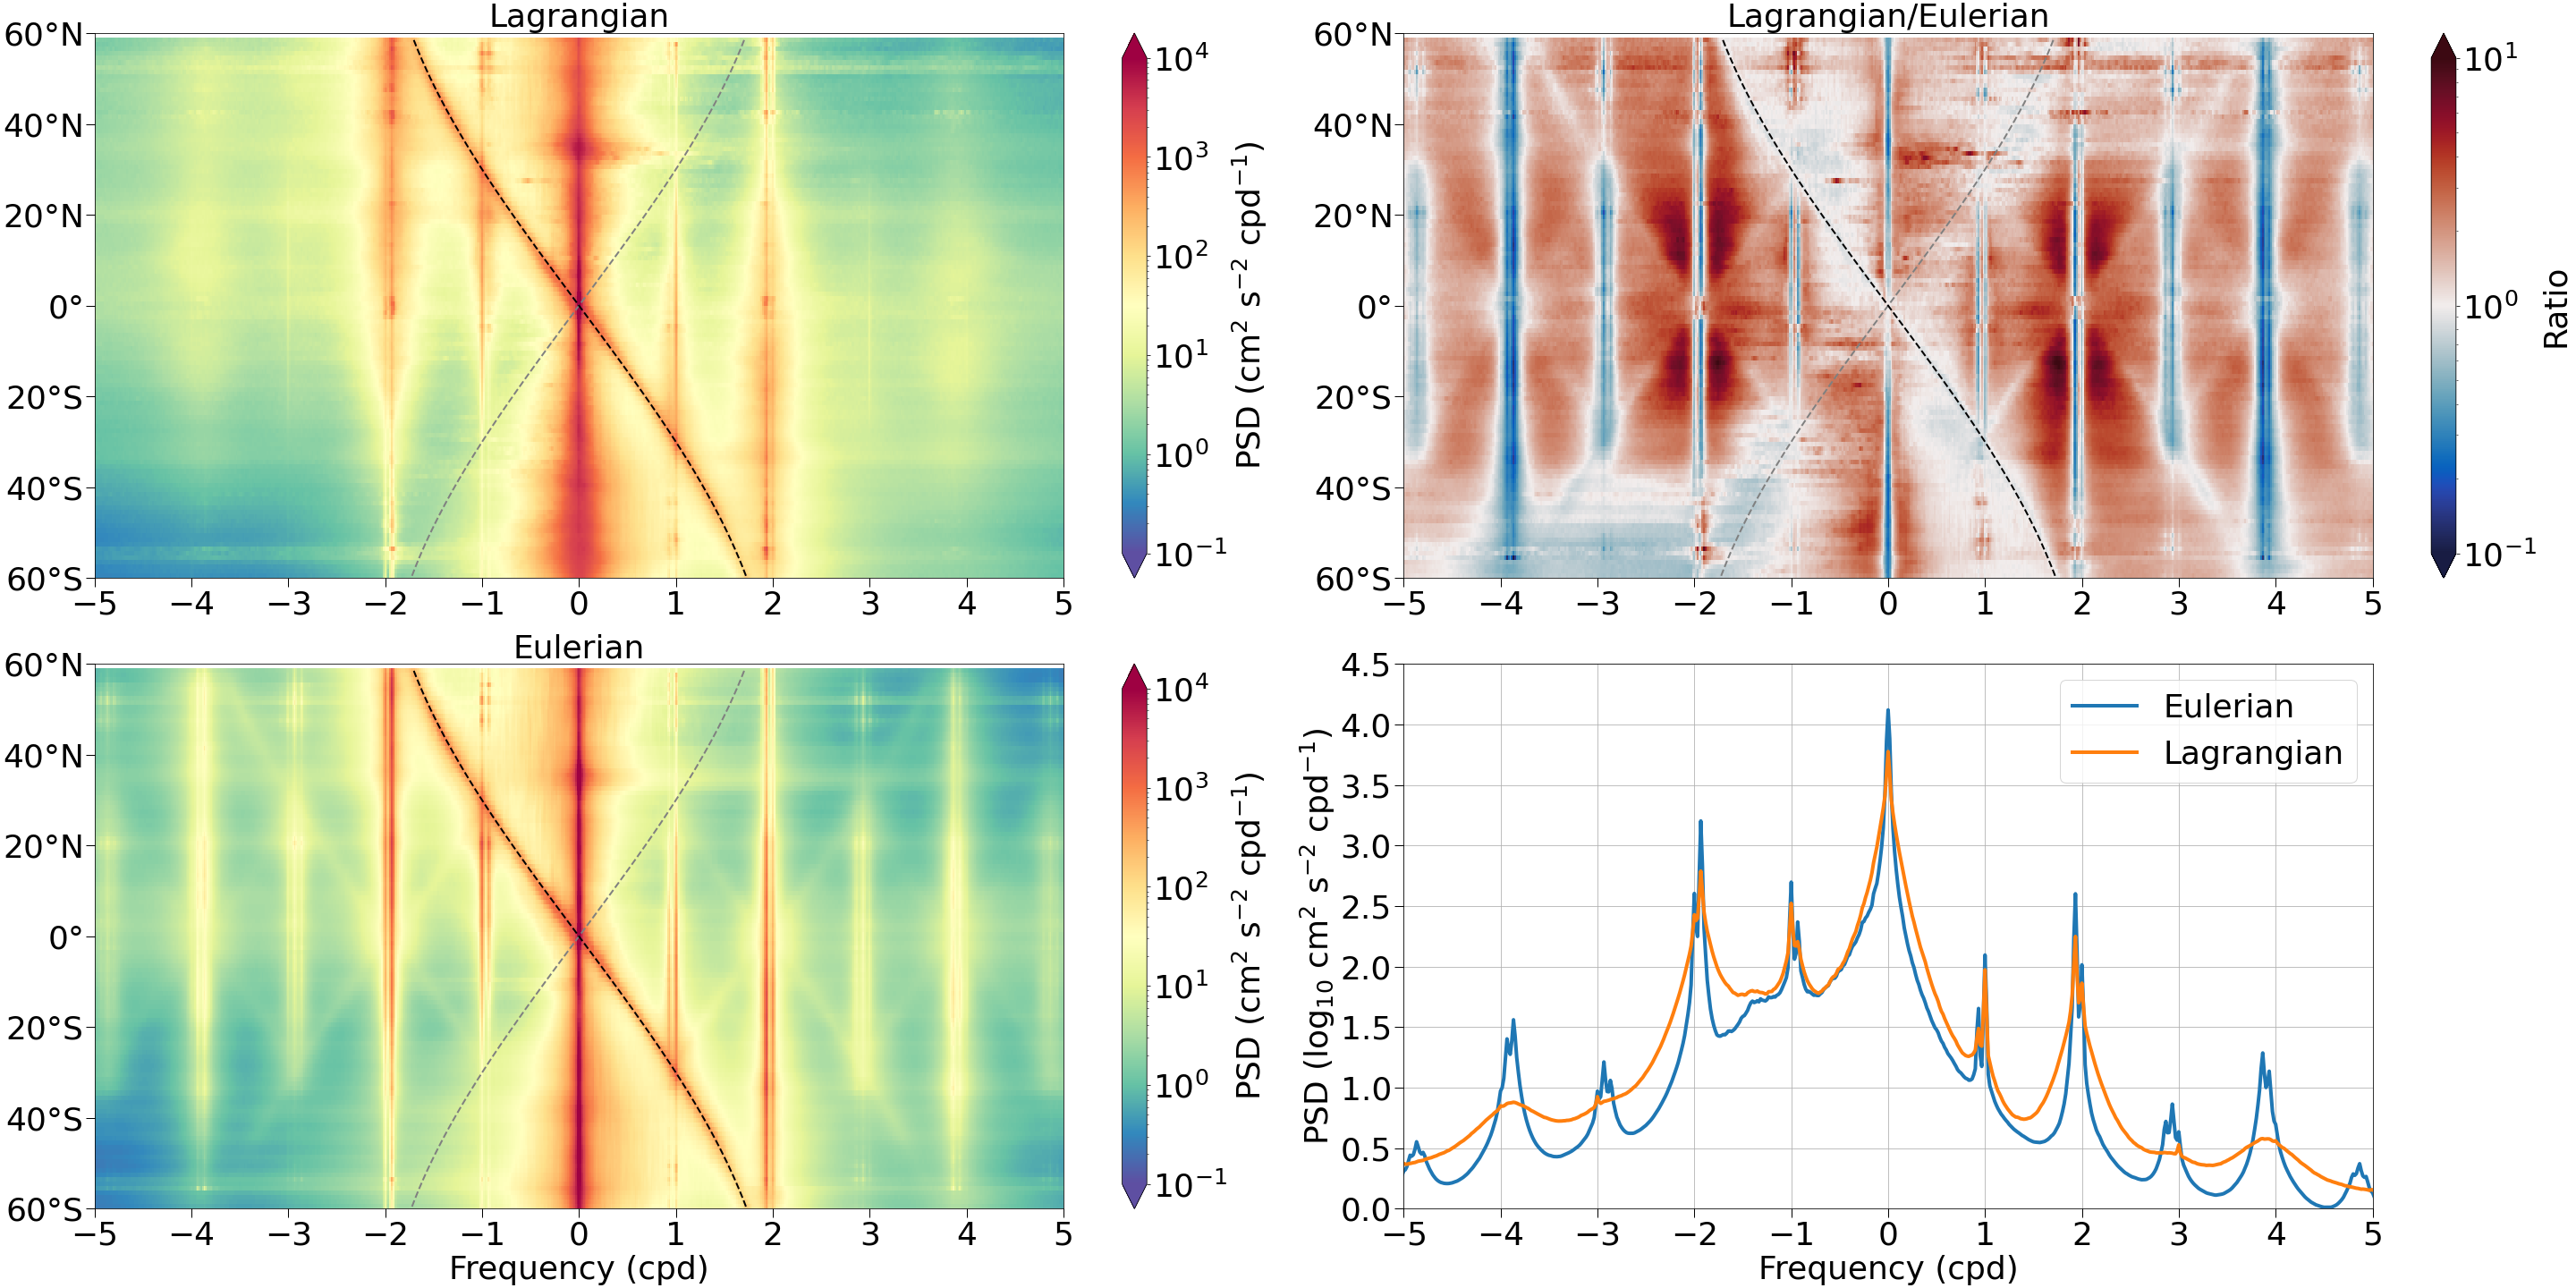 Lagrangian
60°N
40°N
20°N
0°
20°S
40°S
60°S
−5 −4 −3 −2 −1 0 1 2 3 4 5
10⁴
10³
10²
10¹
10⁰
10⁻¹
PSD (cm² s⁻² cpd⁻¹)
Lagrangian/Eulerian
60°N
40°N
20°N
0°
20°S
40°S
60°S
−5 −4 −3 −2 −1 0 1 2 3 4 5
10¹
10⁰
10⁻¹
Ratio
Eulerian
60°N
40°N
20°N
0°
20°S
40°S
60°S
−5 −4 −3 −2 −1 0 1 2 3 4 5
Frequency (cpd)
10⁴
10³
10²
10¹
10⁰
10⁻¹
PSD (cm² s⁻² cpd⁻¹)
PSD (log₁₀ cm² s⁻² cpd⁻¹)
4.5
4.0
3.5
3.0
2.5
2.0
1.5
1.0
0.5
0.0
Eulerian
Lagrangian
−5 −4 −3 −2 −1 0 1 2 3 4 5
Frequency (cpd)